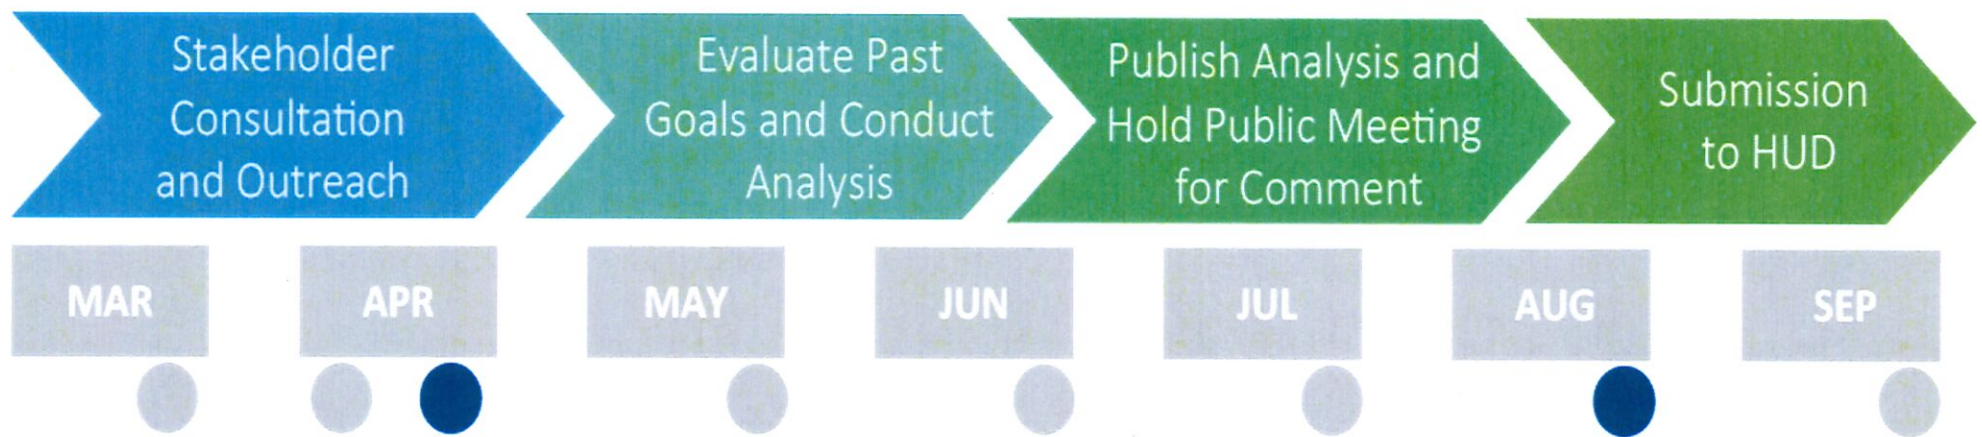 Stakeholder
Consultation
and Outreach
Evaluate Past
Goals and Conduct
Analysis
Publish Analysis and
Hold Public Meeting
for Comment
Submission
to HUD
MAR
APR
MAY
JUN
JUL
AUG
SEP